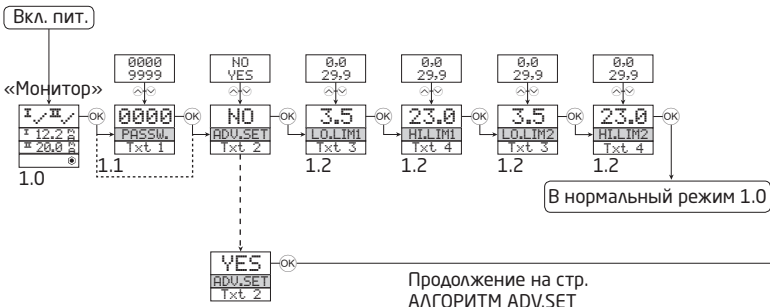 Вкл. пит.
0000
9999
NO
YES
0,0
29,9
0,0
29,9
0,0
29,9
0,0
29,9
«Монитор»
I✓II✓
I 12.2 mA
II 20.0 mA
1.0
OK
0000
PASSW.
Txt 1
1.1
OK
NO
ADV.SET
Txt 2
OK
3.5
LO.LIM1
Txt 3
1.2
OK
23.0
HI.LIM1
Txt 4
1.2
OK
3.5
LO.LIM2
Txt 3
1.2
OK
23.0
HI.LIM2
Txt 4
1.2
OK
В нормальный режим 1.0
YES
ADV.SET
Txt 2
OK
Продолжение на стр.
АЛГОРИТМ ADV.SET